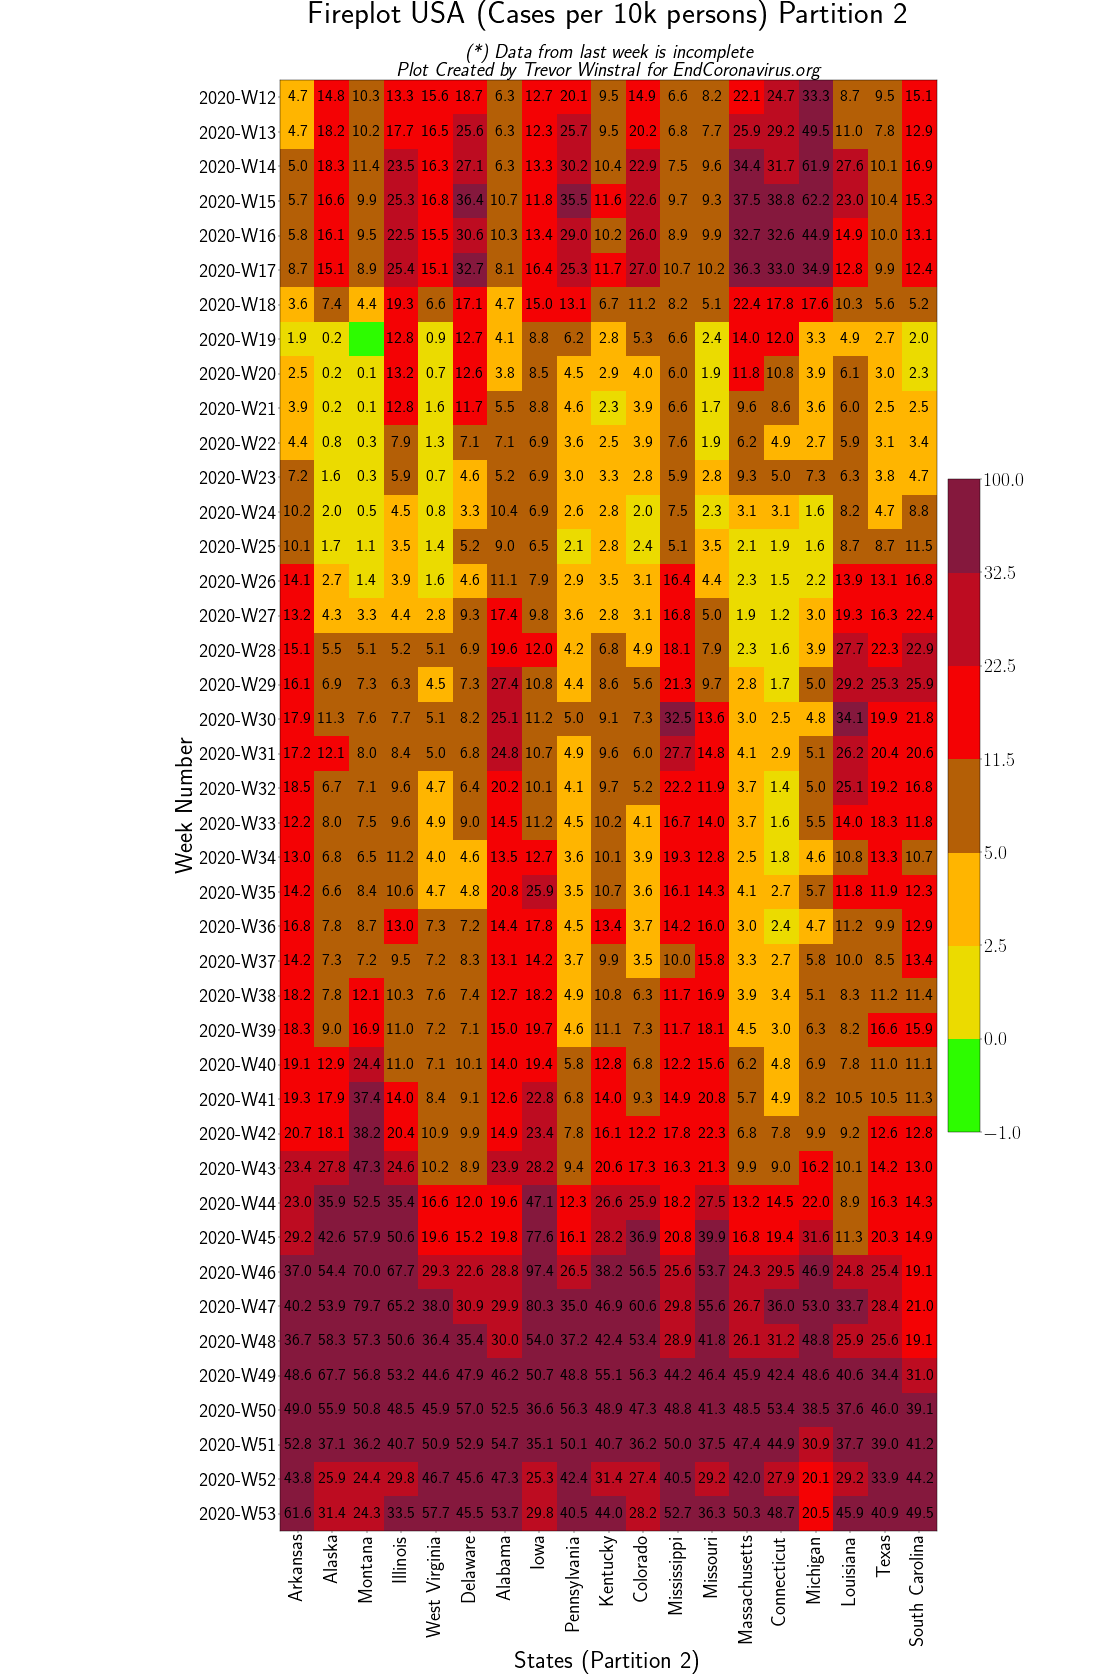 Fireplot USA (Cases per 10k persons) Partition 2
(*) Data from last week is incomplete
Plot Created by Trevor Winstral for EndCoronavirus.org
2020-W12 4.7 14.8 10.3 13.3 15.6 18.7 6.3 12.7 20.1 9.5 14.9 6.6 8.2 22.1 24.7 33.3 8.7 9.5 15.1
2020-W13 4.7 18.2 10.2 17.7 16.5 25.6 6.3 12.3 25.7 9.5 20.2 6.8 7.7 25.9 29.2 49.5 11.0 7.8 12.9
2020-W14 5.0 18.3 11.4 23.5 16.3 27.1 6.3 13.3 30.2 10.4 22.9 7.5 9.6 34.4 31.7 61.9 27.6 10.1 16.9
2020-W15 5.7 16.6 9.9 25.3 16.8 36.4 10.7 11.8 35.5 11.6 22.6 9.7 9.3 37.5 38.8 62.2 23.0 10.4 15.3
2020-W16 5.8 16.1 9.5 22.5 15.5 30.6 10.3 13.4 29.0 10.2 26.0 8.9 9.9 32.7 32.6 44.9 14.9 10.0 13.1
2020-W17 8.7 15.1 8.9 25.4 15.1 32.7 8.1 16.4 25.3 11.7 27.0 10.7 10.2 36.3 33.0 34.9 12.8 9.9 12.4
2020-W18 3.6 7.4 4.4 19.3 6.6 17.1 4.7 15.0 13.1 6.7 11.2 8.2 5.1 22.4 17.8 17.6 10.3 5.6 5.2
2020-W19 1.9 0.2 12.8 0.9 12.7 4.1 8.8 6.2 2.8 5.3 6.6 2.4 14.0 12.0 3.3 4.9 2.7 2.0
2020-W20 2.5 0.2 0.1 13.2 0.7 12.6 3.8 8.5 4.5 2.9 4.0 6.0 1.9 11.8 10.8 3.9 6.1 3.0 2.3
2020-W21 3.9 0.2 0.1 12.8 1.6 11.7 5.5 8.8 4.6 2.3 3.9 6.6 1.7 9.6 8.6 3.6 6.0 2.5 2.5
2020-W22 4.4 0.8 0.3 7.9 1.3 7.1 7.1 6.9 3.6 2.5 3.9 7.6 1.9 6.2 4.9 2.7 5.9 3.1 3.4
2020-W23 7.2 1.6 0.3 5.9 0.7 4.6 5.2 6.9 3.0 3.3 2.8 5.9 2.8 9.3 5.0 7.3 6.3 3.8 4.7
2020-W24 10.2 2.0 0.5 4.5 0.8 3.3 10.4 6.9 2.6 2.8 2.0 7.5 2.3 3.1 3.1 1.6 8.2 4.7 8.8
2020-W25 10.1 1.7 1.1 3.5 1.4 5.2 9.0 6.5 2.1 2.8 2.4 5.1 3.5 2.1 1.9 1.6 8.7 8.7 11.5
2020-W26 14.1 2.7 1.4 3.9 1.6 4.6 11.1 7.9 2.9 3.5 3.1 16.4 4.4 2.3 1.5 2.2 13.9 13.1 16.8
2020-W27 13.2 4.3 3.3 4.4 2.8 9.3 17.4 9.8 3.6 2.8 3.1 16.8 5.0 1.9 1.2 3.0 19.3 16.3 22.4
2020-W28 15.1 5.5 5.1 5.2 5.1 6.9 19.6 12.0 4.2 6.8 4.9 18.1 7.9 2.3 1.6 3.9 27.7 22.3 22.9
2020-W29 16.1 6.9 7.3 6.3 4.5 7.3 27.4 10.8 4.4 8.6 5.6 21.3 9.7 2.8 1.7 5.0 29.2 25.3 25.9
2020-W30 17.9 11.3 7.6 7.7 5.1 8.2 25.1 11.2 5.0 9.1 7.3 32.5 13.6 3.0 2.5 4.8 34.1 19.9 21.8
2020-W31 17.2 12.1 8.0 8.4 5.0 6.8 24.8 10.7 4.9 9.6 6.0 27.7 14.8 4.1 2.9 5.1 26.2 20.4 20.6
2020-W32 18.5 6.7 7.1 9.6 4.7 6.4 20.2 10.1 4.1 9.7 5.2 22.2 11.9 3.7 1.4 5.0 25.1 19.2 16.8
2020-W33 12.2 8.0 7.5 9.6 4.9 9.0 14.5 11.2 4.5 10.2 4.1 16.7 14.0 3.7 1.6 5.5 14.0 18.3 11.8
2020-W34 13.0 6.8 6.5 11.2 4.0 4.6 13.5 12.7 3.6 10.1 3.9 19.3 12.8 2.5 1.8 4.6 10.8 13.3 10.7
2020-W35 14.2 6.6 8.4 10.6 4.7 4.8 20.8 25.9 3.5 10.7 3.6 16.1 14.3 4.1 2.7 5.7 11.8 11.9 12.3
2020-W36 16.8 7.8 8.7 13.0 7.3 7.2 14.4 17.8 4.5 13.4 3.7 14.2 16.0 3.0 2.4 4.7 11.2 9.9 12.9
2020-W37 14.2 7.3 7.2 9.5 7.2 8.3 13.1 14.2 3.7 9.9 3.5 10.0 15.8 3.3 2.7 5.8 10.0 8.5 13.4
2020-W38 18.2 7.8 12.1 10.3 7.6 7.4 12.7 18.2 4.9 10.8 6.3 11.7 16.9 3.9 3.4 5.1 8.3 11.2 11.4
2020-W39 18.3 9.0 16.9 11.0 7.2 7.1 15.0 19.7 4.6 11.1 7.3 11.7 18.1 4.5 3.0 6.3 8.2 16.6 15.9
2020-W40 19.1 12.9 24.4 11.0 7.1 10.1 14.0 19.4 5.8 12.8 6.8 12.2 15.6 6.2 4.8 6.9 7.8 11.0 11.1
2020-W41 19.3 17.9 37.4 14.0 8.4 9.1 12.6 22.8 6.8 14.0 9.3 14.9 20.8 5.7 4.9 8.2 10.5 10.5 11.3
2020-W42 20.7 18.1 38.2 20.4 10.9 9.9 14.9 23.4 7.8 16.1 12.2 17.8 22.3 6.8 7.8 9.9 9.2 12.6 12.8
2020-W43 23.4 27.8 47.3 24.6 10.2 8.9 23.9 28.2 9.4 20.6 17.3 16.3 21.3 9.9 9.0 16.2 10.1 14.2 13.0
2020-W44 23.0 35.9 52.5 35.4 16.6 12.0 19.6 47.1 12.3 26.6 25.9 18.2 27.5 13.2 14.5 22.0 8.9 16.3 14.3
2020-W45 29.2 42.6 57.9 50.6 19.6 15.2 19.8 77.6 16.1 28.2 36.9 20.8 39.9 16.8 19.4 31.6 11.3 20.3 14.9
2020-W46 37.0 54.4 70.0 67.7 29.3 22.6 28.8 97.4 26.5 38.2 56.5 25.6 53.7 24.3 29.5 46.9 24.8 25.4 19.1
2020-W47 40.2 53.9 79.7 65.2 38.0 30.9 29.9 80.3 35.0 46.9 60.6 29.8 55.6 26.7 36.0 53.0 33.7 28.4 21.0
2020-W48 36.7 58.3 57.3 50.6 36.4 35.4 30.0 54.0 37.2 42.4 53.4 28.9 41.8 26.1 31.2 48.8 25.9 25.6 19.1
2020-W49 48.6 67.7 56.8 53.2 44.6 47.9 46.2 50.7 48.8 55.1 56.3 44.2 46.4 45.9 42.4 48.6 40.6 34.4 31.0
2020-W50 49.0 55.9 50.8 48.5 45.9 57.0 52.5 36.6 56.3 48.9 47.3 48.8 41.3 48.5 53.4 38.5 37.6 46.0 39.1
2020-W51 52.8 37.1 36.2 40.7 50.9 52.9 54.7 35.1 50.1 40.7 36.2 50.0 37.5 47.4 44.9 30.9 37.7 39.0 41.2
2020-W52 43.8 25.9 24.4 29.8 46.7 45.6 47.3 25.3 42.4 31.4 27.4 40.5 29.2 42.0 27.9 20.1 29.2 33.9 44.2
2020-W53 61.6 31.4 24.3 33.5 57.7 45.5 53.7 29.8 40.5 44.0 28.2 52.7 36.3 50.3 48.7 20.5 45.9 40.9 49.5
Week Number
Arkansas
Alaska
Montana
Illinois
West Virginia
Delaware
Alabama
Iowa
Pennsylvania
Kentucky
Colorado
Mississippi
Missouri
Massachusetts
Connecticut
Michigan
Louisiana
Texas
South Carolina
States (Partition 2)
100.0
32.5
22.5
11.5
5.0
2.5
0.0
−1.0